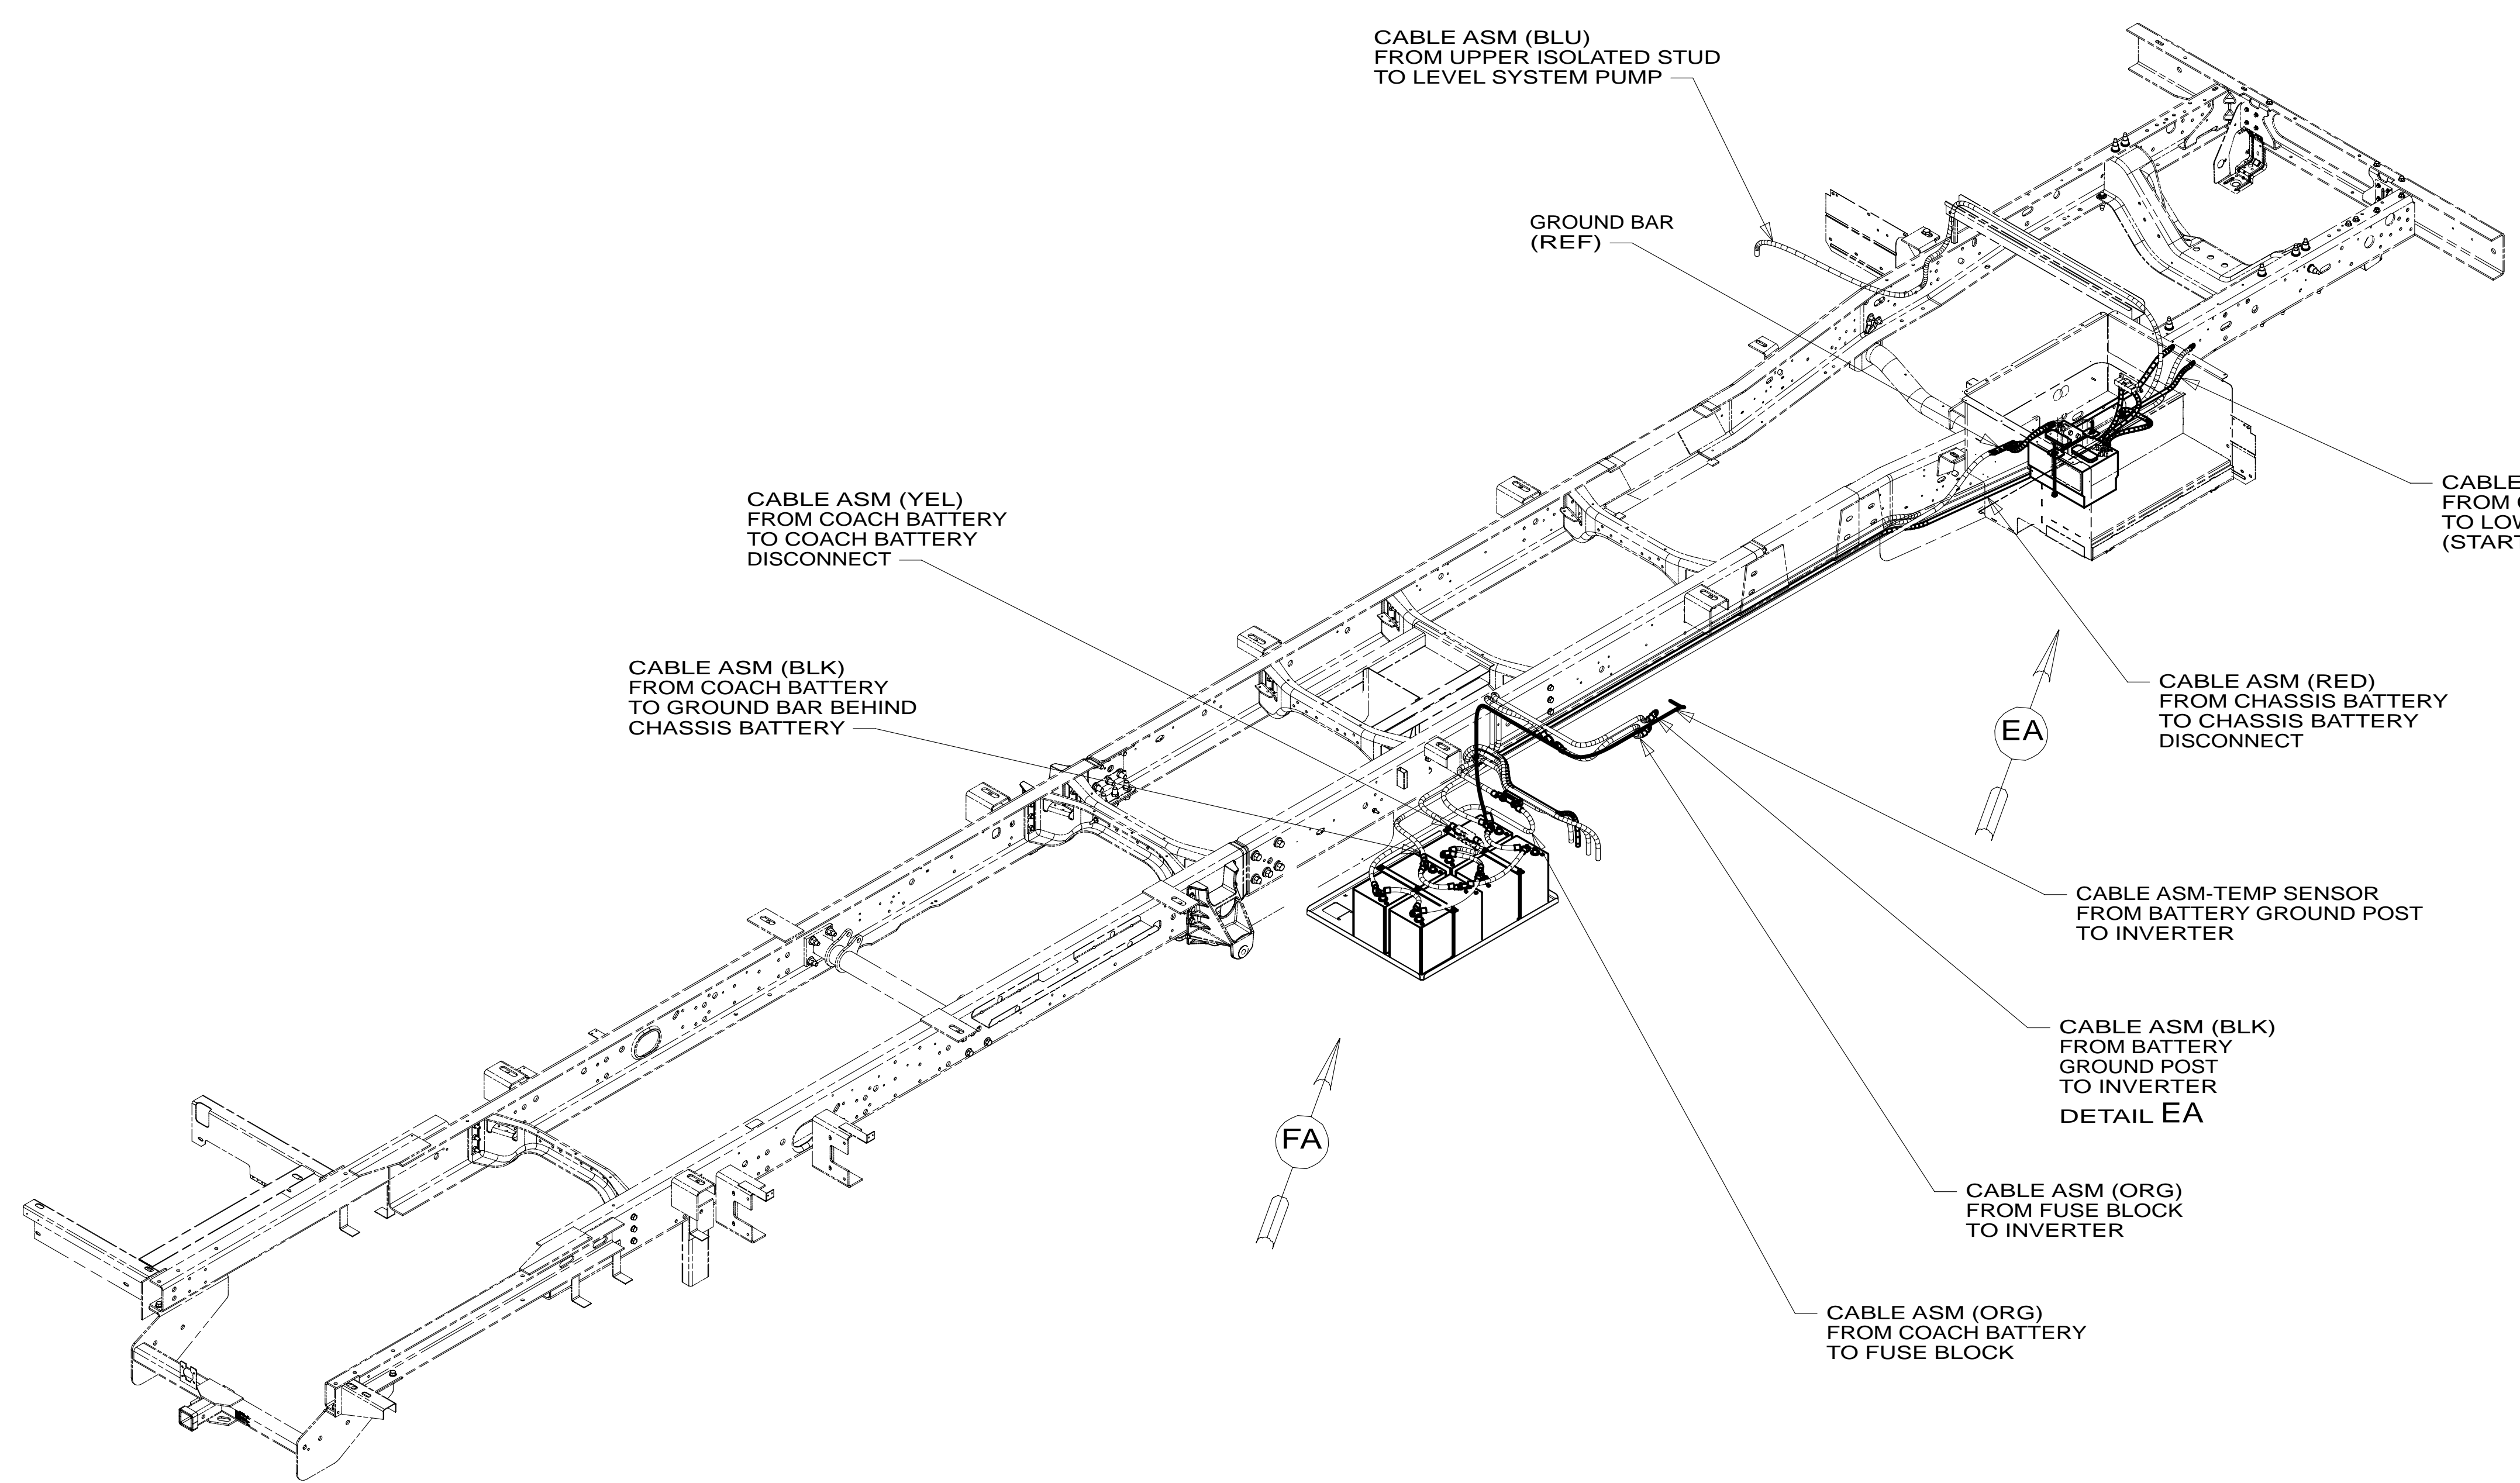 CABLE ASM (BLU)
FROM UPPER ISOLATED STUD
TO LEVEL SYSTEM PUMP
GROUND BAR
(REF)
CABLE ASM (YEL)
FROM COACH BATTERY
TO COACH BATTERY
DISCONNECT
CABLE
FROM
TO
CABLE ASM (BLK)
FROM COACH BATTERY
TO GROUND BAR BEHIND
CHASSIS BATTERY
CABLE ASM (RED)
FROM CHASSIS BATTERY
TO CHASSIS BATTERY
DISCONNECT
EA
CABLE ASM-TEMP SENSOR
FROM BATTERY GROUND POST
TO INVERTER
CABLE ASM (BLK)
FROM BATTERY
GROUND POST
TO INVERTER
DETAIL EA
FA
CABLE ASM (ORG)
FROM FUSE BLOCK
TO INVERTER
CABLE ASM (ORG)
FROM COACH BATTERY
TO FUSE BLOCK